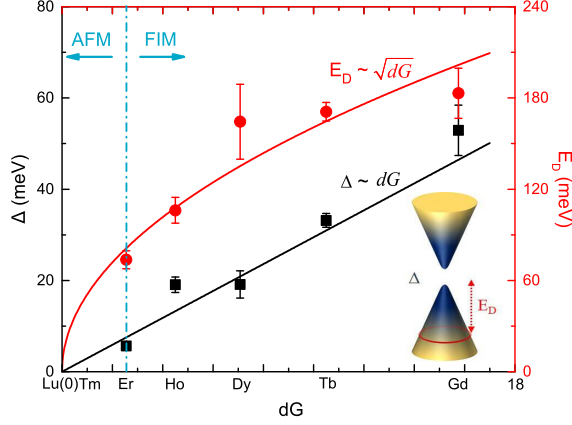 80
240
AFM
FIM
E_D ~ √dG
60
180
Δ (meV)
E_D (meV)
40
120
Δ ~ dG
Δ
E_D
20
60
0
0
Lu(0)Tm Er Ho Dy Tb Gd 18
dG